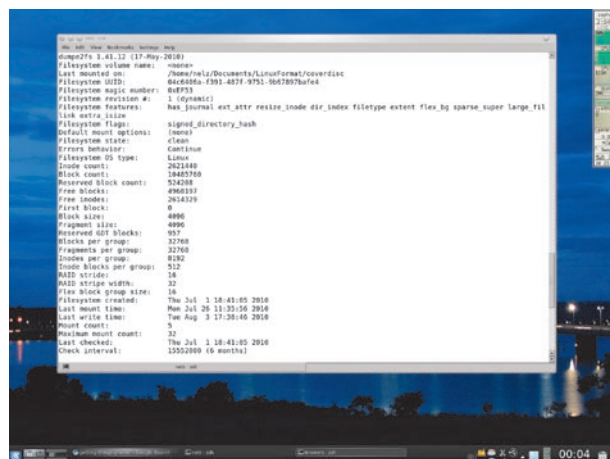 File Edit View Bookmarks Settings Help
dumpe2fs 1.41.12 (17-May-2010)
Filesystem volume name: <none>
Last mounted on: /home/nelz/Documents/LinuxFormat/coverdisc
Filesystem UUID: 04c6406a-f391-487f-9751-9b67897bafe4
Filesystem magic number: 0xEF53
Filesystem revision #: 1 (dynamic)
Filesystem features: has_journal ext_attr resize_inode dir_index filetype extent flex_bg sparse_super large_fil
link extra_isize
Filesystem flags: signed_directory_hash
Default mount options: (none)
Filesystem state: clean
Errors behavior: Continue
Filesystem OS type: Linux
Inode count: 2621440
Block count: 10485760
Reserved block count: 524288
Free blocks: 4968197
Free inodes: 2614329
First block: 0
Block size: 4096
Fragment size: 4096
Reserved GDT blocks: 957
Blocks per group: 32768
Fragments per group: 32768
Inodes per group: 8192
Inode blocks per group: 512
RAID stride: 16
RAID stripe width: 32
Flex block group size: 16
Filesystem created: Thu Jul 1 18:41:05 2010
Last mount time: Mon Jul 26 11:35:56 2010
Last write time: Tue Aug 3 17:38:46 2010
Mount count: 5
Maximum mount count: 32
Last checked: Thu Jul 1 18:41:05 2010
Check interval: 15552000 (6 months)
00:04